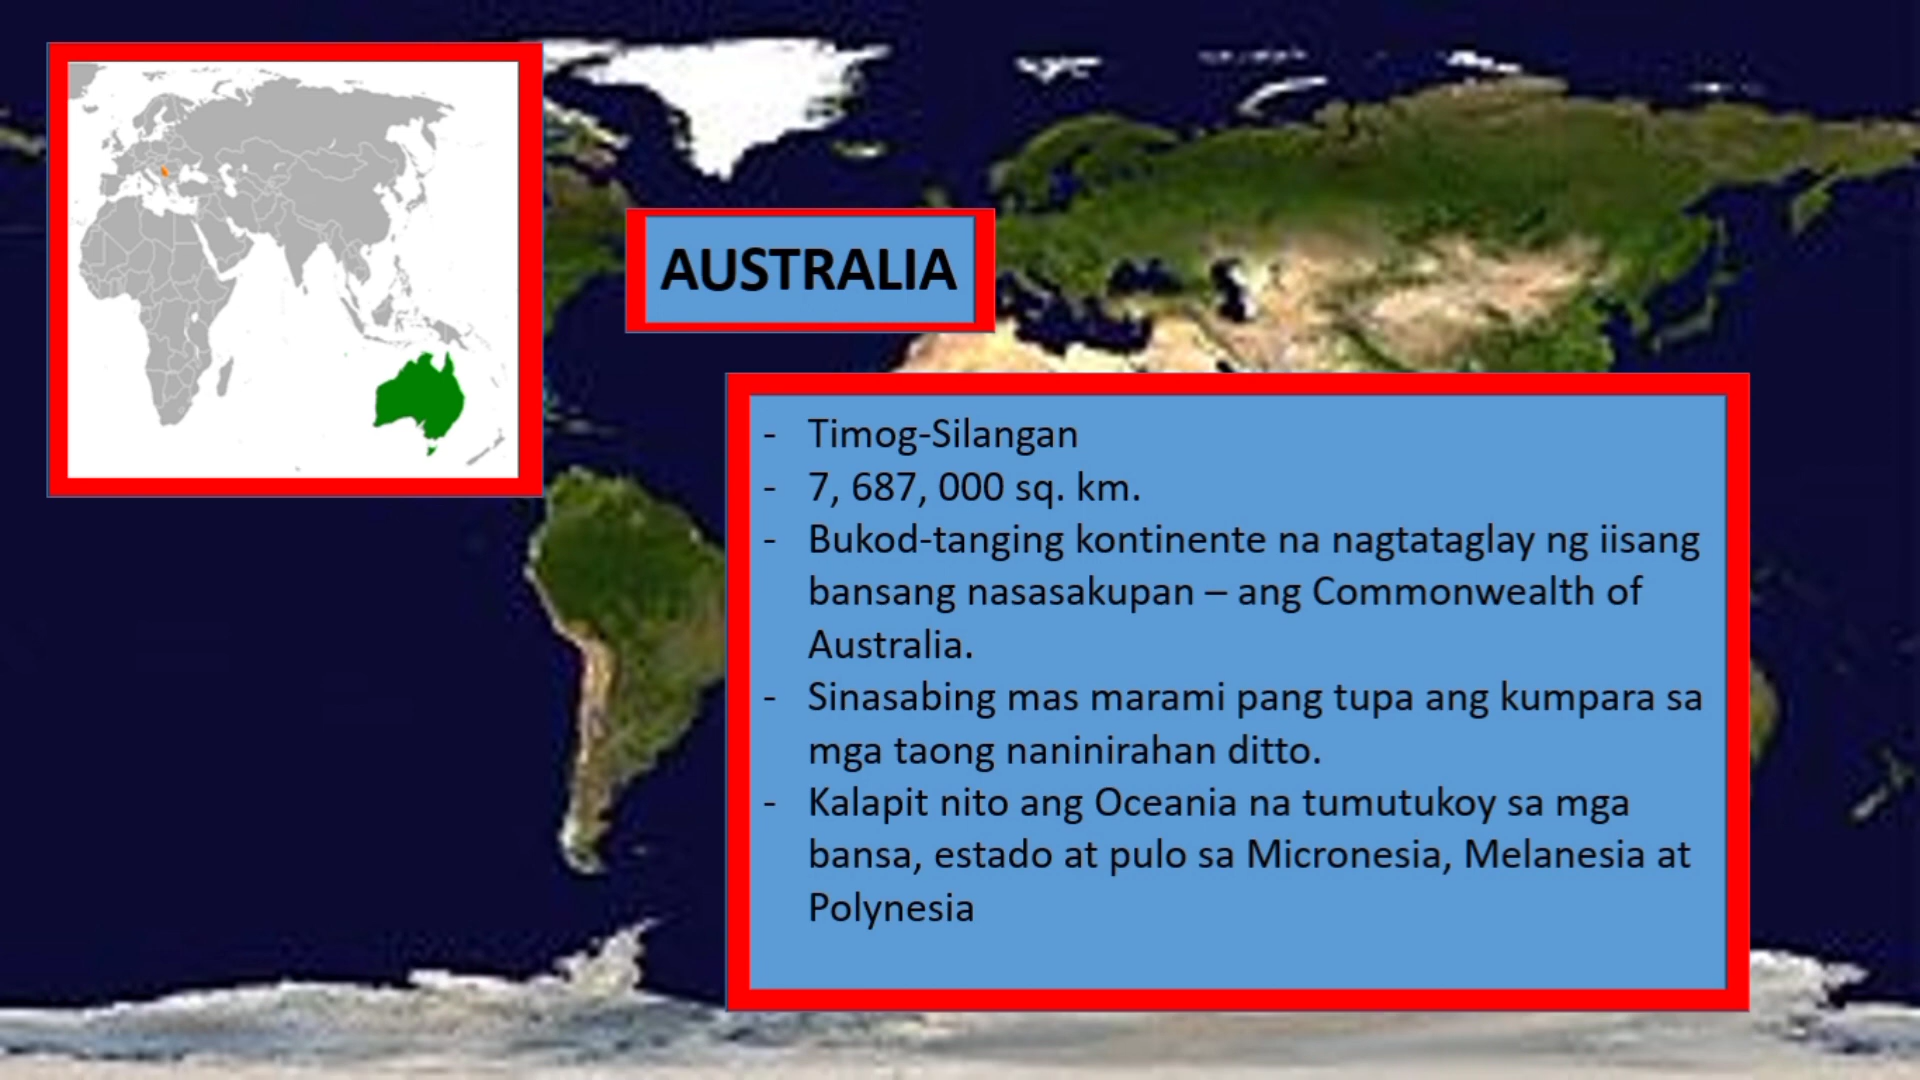 AUSTRALIA
- Timog-Silangan
- 7, 687, 000 sq. km.
- Bukod-tanging kontinente na nagtataglay ng iisang
bansang nasasakupan – ang Commonwealth of
Australia.
- Sinasabing mas marami pang tupa ang kumpara sa
mga taong naninirahan ditto.
- Kalapit nito ang Oceania na tumutukoy sa mga
bansa, estado at pulo sa Micronesia, Melanesia at
Polynesia